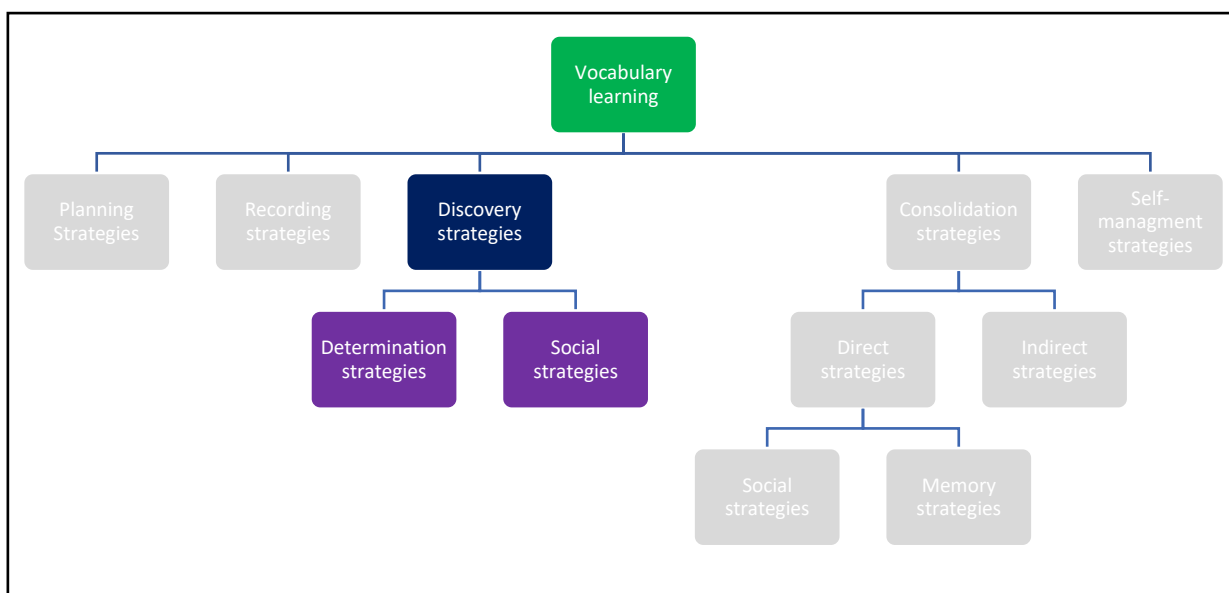 Vocabulary
learning
Planning
Strategies
Recording
strategies
Discovery
strategies
Consolidation
strategies
Self-
managment
strategies
Determination
strategies
Social
strategies
Direct
strategies
Indirect
strategies
Social
strategies
Memory
strategies